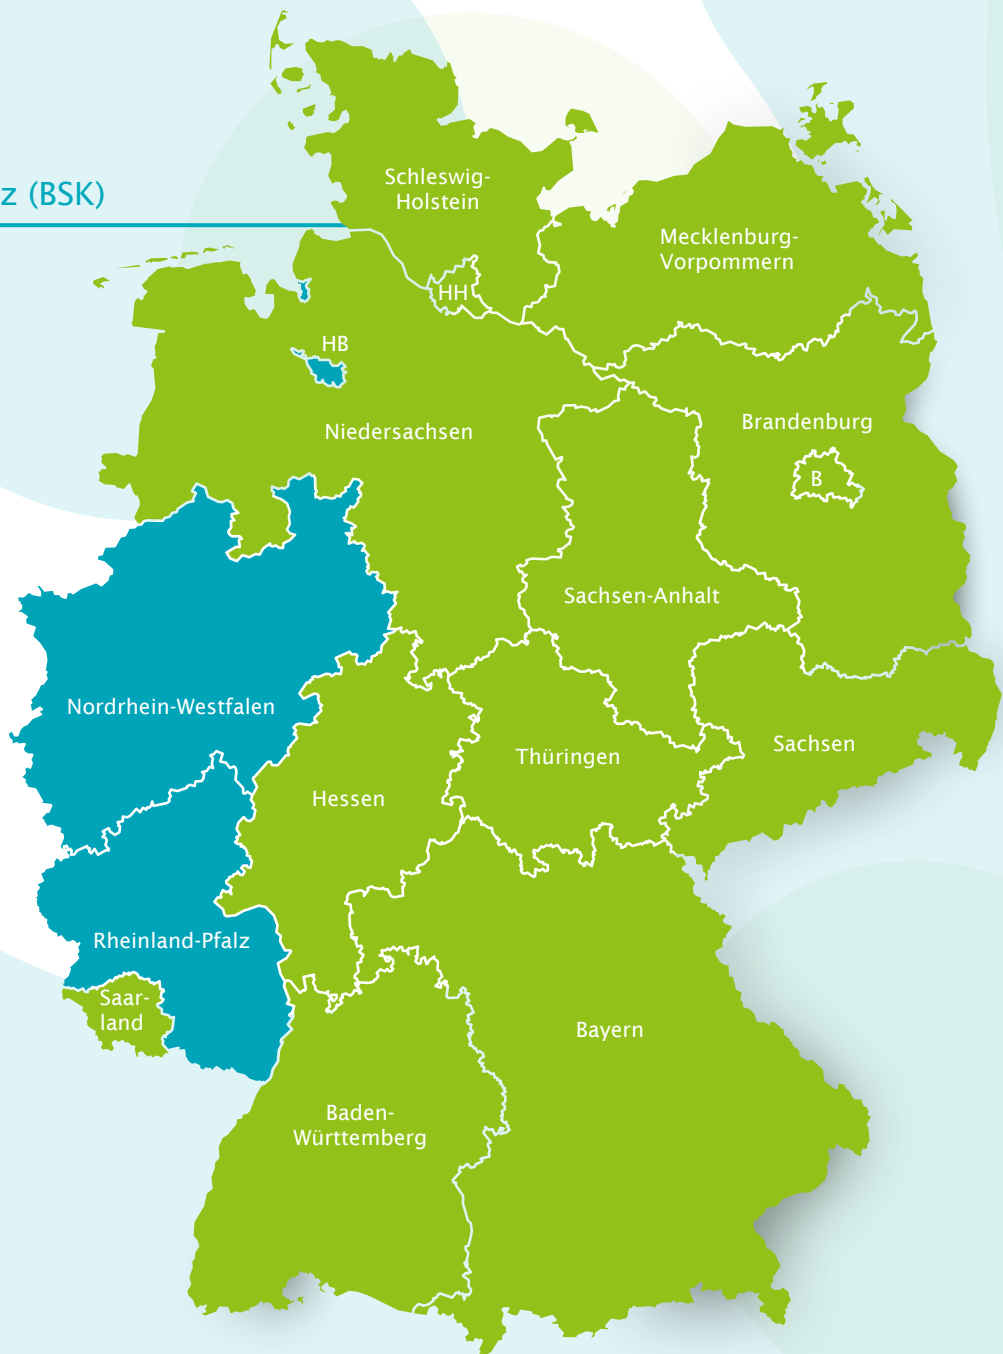 z (BSK)
Schleswig-
Holstein
Mecklenburg-
Vorpommern
HH
HB
Niedersachsen
Brandenburg
B
Sachsen-Anhalt
Nordrhein-Westfalen
Thüringen
Sachsen
Hessen
Rheinland-Pfalz
Saar-
land
Bayern
Baden-
Württemberg